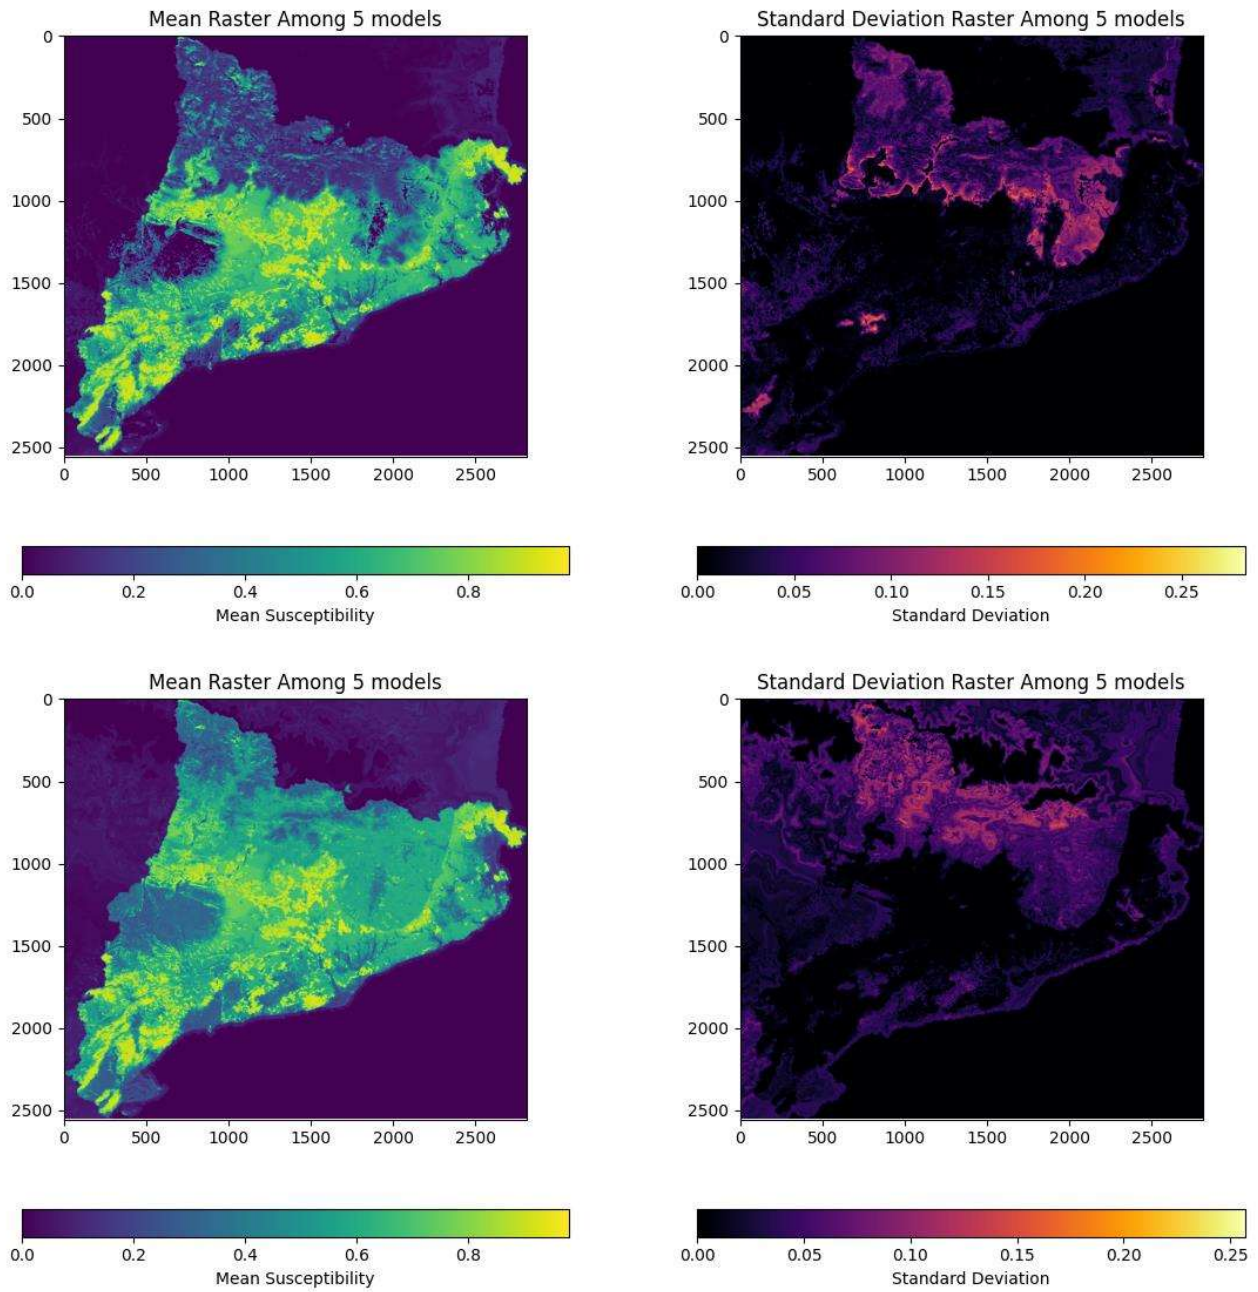 Mean Raster Among 5 models
Standard Deviation Raster Among 5 models
0
500
1000
1500
2000
2500
0 500 1000 1500 2000 2500
0
500
1000
1500
2000
2500
0 500 1000 1500 2000 2500
0.0 0.2 0.4 0.6 0.8
Mean Susceptibility
0.00 0.05 0.10 0.15 0.20 0.25
Standard Deviation
Mean Raster Among 5 models
Standard Deviation Raster Among 5 models
0
500
1000
1500
2000
2500
0 500 1000 1500 2000 2500
0
500
1000
1500
2000
2500
0 500 1000 1500 2000 2500
0.0 0.2 0.4 0.6 0.8
Mean Susceptibility
0.00 0.05 0.10 0.15 0.20 0.25
Standard Deviation